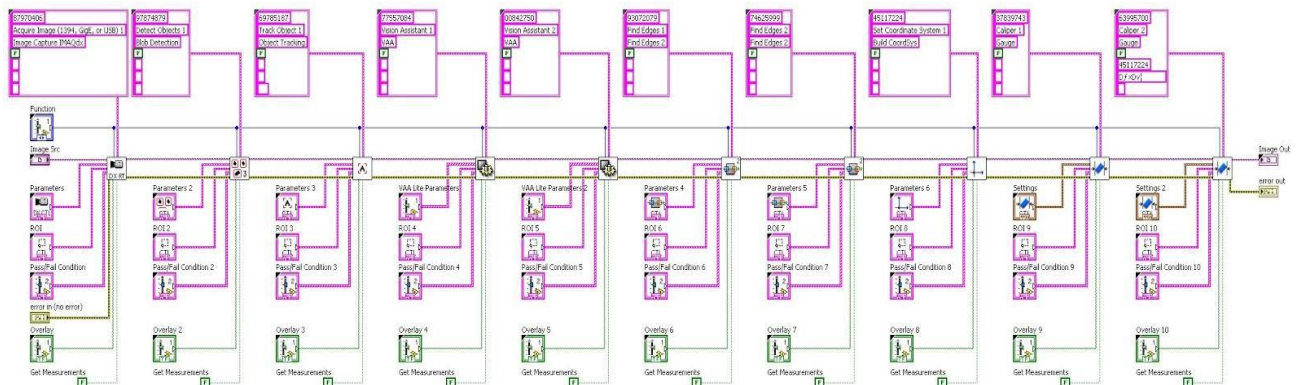 87970406
Acquire Image (1394, GigE, or USB) 1
Image Capture IMAQdx
F
97874879
Detect Objects 1
Blob Detection
F
69785187
Track Object 1
Object Tracking
F
77557084
Vision Assistant 1
VAA
F
00842750
Vision Assistant 2
VAA
F
93072079
Find Edges 1
Find Edges 2
F
74625999
Find Edges 2
Find Edges 2
F
45117224
Set Coordinate System 1
Build CoordSys
F
37839743
Caliper 1
Gauge
F
63995700
Caliper 2
Gauge
F
45117224
Function
Image Src
DX RT
3
A
Image Out
error out
Parameters
Parameters 2
Parameters 3
VAA Lite Parameters
VAA Lite Parameters 2
Parameters 4
Parameters 5
Parameters 6
Settings
Settings 2
ROI
ROI 2
ROI 3
ROI 4
ROI 5
ROI 6
ROI 7
ROI 8
ROI 9
ROI 10
Pass/Fail Condition
Pass/Fail Condition 2
Pass/Fail Condition 3
Pass/Fail Condition 4
Pass/Fail Condition 5
Pass/Fail Condition 6
Pass/Fail Condition 7
Pass/Fail Condition 8
Pass/Fail Condition 9
Pass/Fail Condition 10
error in (no error)
Overlay
Overlay 2
Overlay 3
Overlay 4
Overlay 5
Overlay 6
Overlay 7
Overlay 8
Overlay 9
Overlay 10
Get Measurements
Get Measurements
Get Measurements
Get Measurements
Get Measurements
Get Measurements
Get Measurements
Get Measurements
Get Measurements
Get Measurements
F
F
F
F
F
F
F
F
F
F